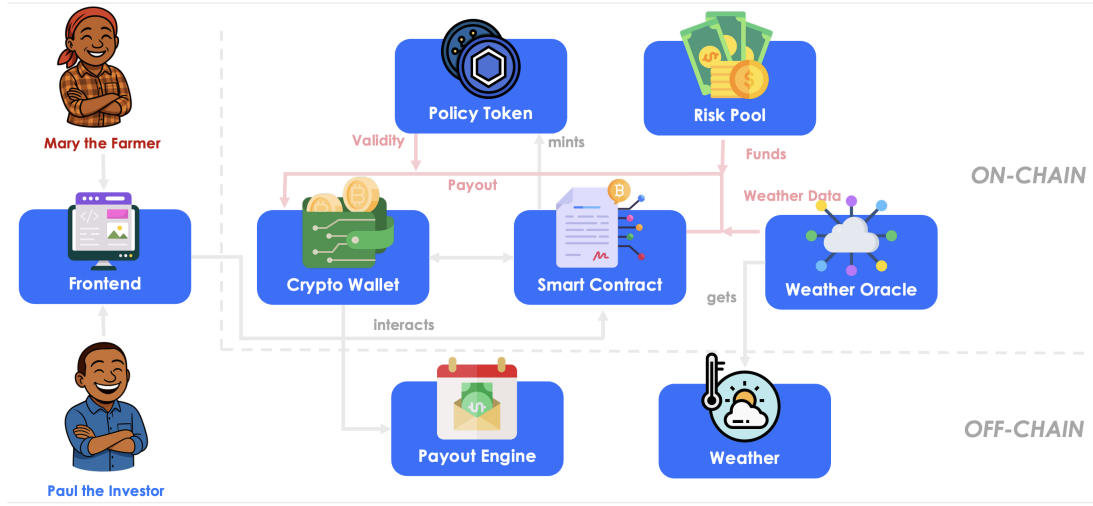 Policy Token
Risk Pool
Mary the Farmer
Validity
mints
Funds
ON-CHAIN
Payout
Weather Data
Frontend
Crypto Wallet
Smart Contract
Weather Oracle
gets
interacts
OFF-CHAIN
Payout Engine
Weather
Paul the Investor